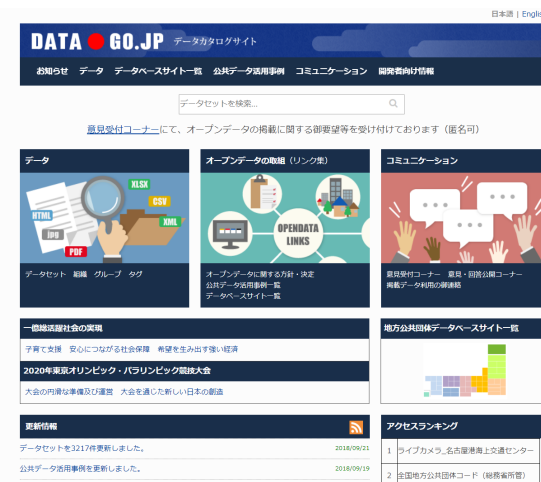 日本語 | Englis
DATA GO.JP データカタログサイト
お知らせ データ データベースサイト一覧 公共データ活用事例 コミュニケーション 開発者向け情報
データセットを検索...
意見受付コーナーにて、オープンデータの掲載に関する御要望等を受け付けております（匿名可）
データ
XLSX
CSV
HTML
XML
jpg
PDF
データセット 組織 グループ タグ
オープンデータの取組（リンク集）
OPENDATA
LINKS
オープンデータに関する方針・決定
公共データ活用事例一覧
データベースサイト一覧
コミュニケーション
意見受付コーナー 意見・回答公開コーナー
掲載データ利用の御連絡
一億総活躍社会の実現
子育て支援 安心につながる社会保障 希望を生み出す強い経済
2020年東京オリンピック・パラリンピック競技大会
大会の円滑な準備及び運営 大会を通じた新しい日本の創造
地方公共団体データベースサイト一覧
更新情報
データセットを3217件更新しました。 2018/09/21
公共データ活用事例を更新しました。 2018/09/19
アクセスランキング
1 ライブカメラ_名古屋港海上交通センター
2 全国地方公共団体コード（総務省所管）